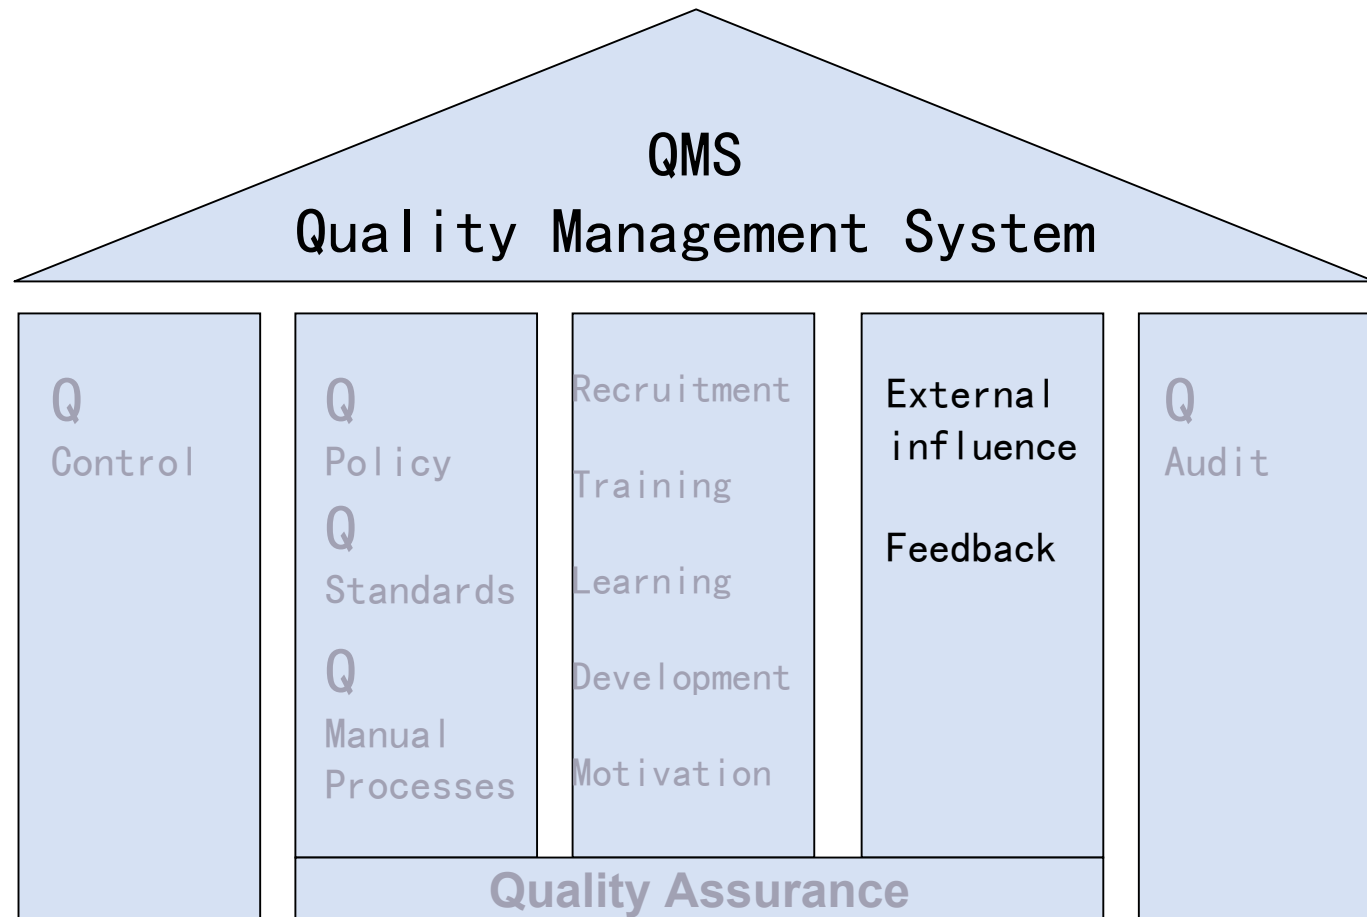 QMS
Quality Management System
Q
Control
Q
Policy
Q
Standards
Q
Manual
Processes
Recruitment
Training
Learning
Development
Motivation
External
influence
Feedback
Q
Audit
Quality Assurance